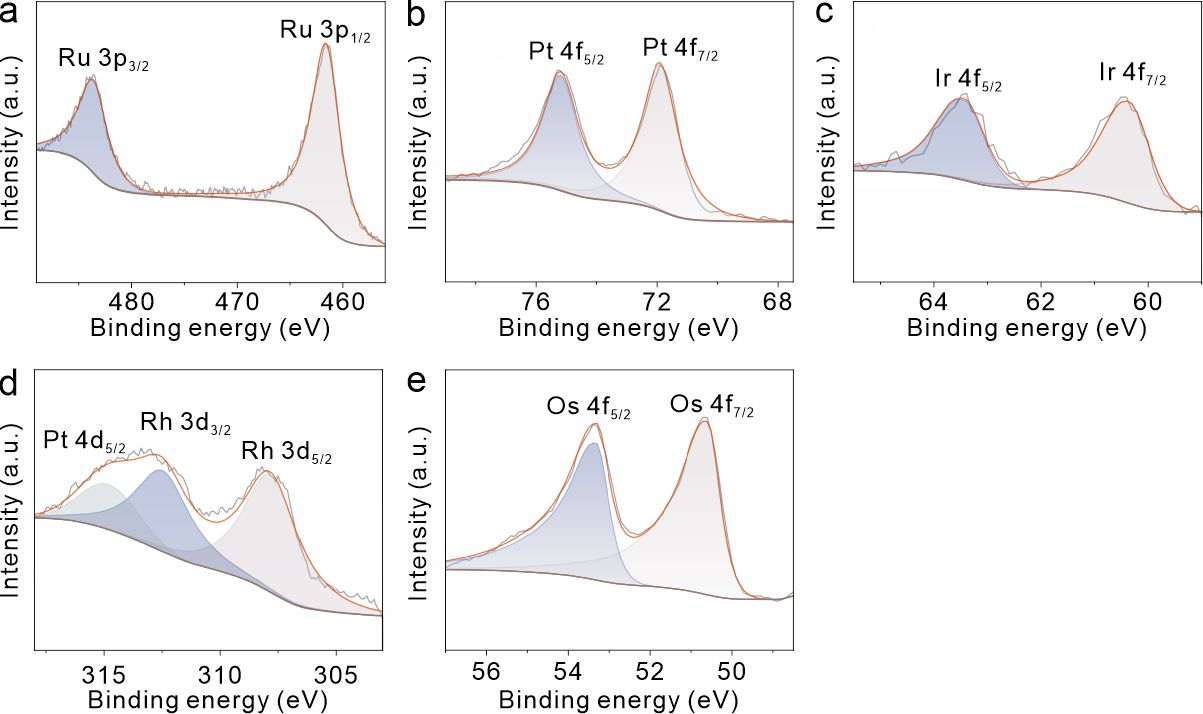 a
Ru 3p3/2
Ru 3p1/2
Intensity (a.u.)
480 470 460
Binding energy (eV)
b
Pt 4f5/2
Pt 4f7/2
Intensity (a.u.)
76 72 68
Binding energy (eV)
c
Ir 4f5/2
Ir 4f7/2
Intensity (a.u.)
64 62 60
Binding energy (eV)
d
Pt 4d5/2
Rh 3d3/2
Rh 3d5/2
Intensity (a.u.)
315 310 305
Binding energy (eV)
e
Os 4f5/2
Os 4f7/2
Intensity (a.u.)
56 54 52 50
Binding energy (eV)